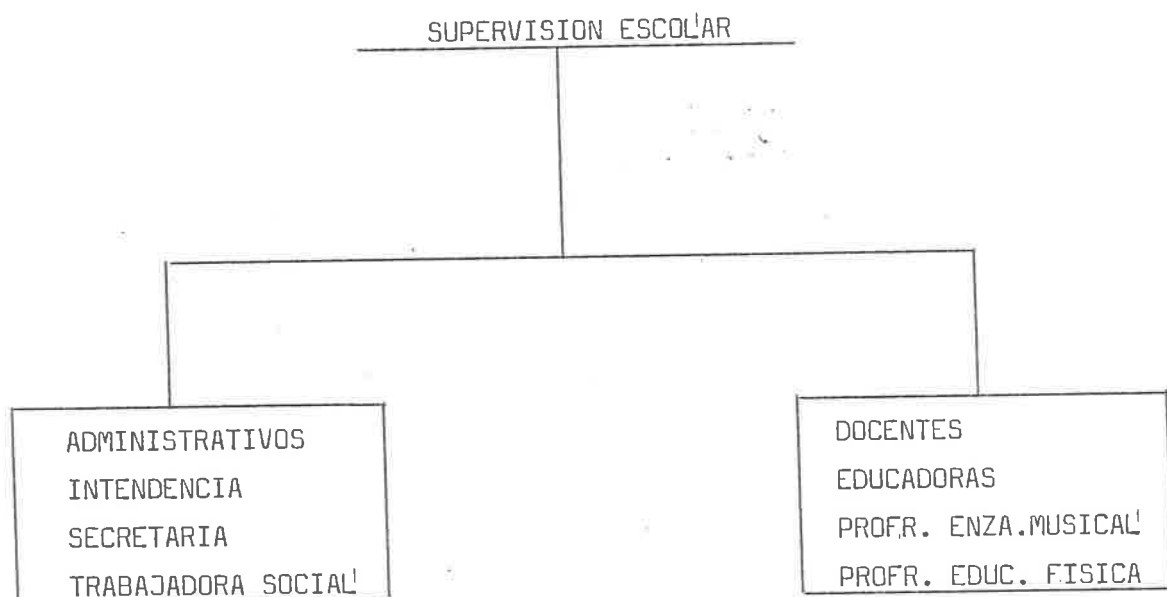 SUPERVISION ESCOLAR
ADMINISTRATIVOS
INTENDENCIA
SECRETARIA
TRABAJADORA SOCIAL
DOCENTES
EDUCADORAS
PROFR. ENZA.MUSICAL
PROFR. EDUC. FISICA